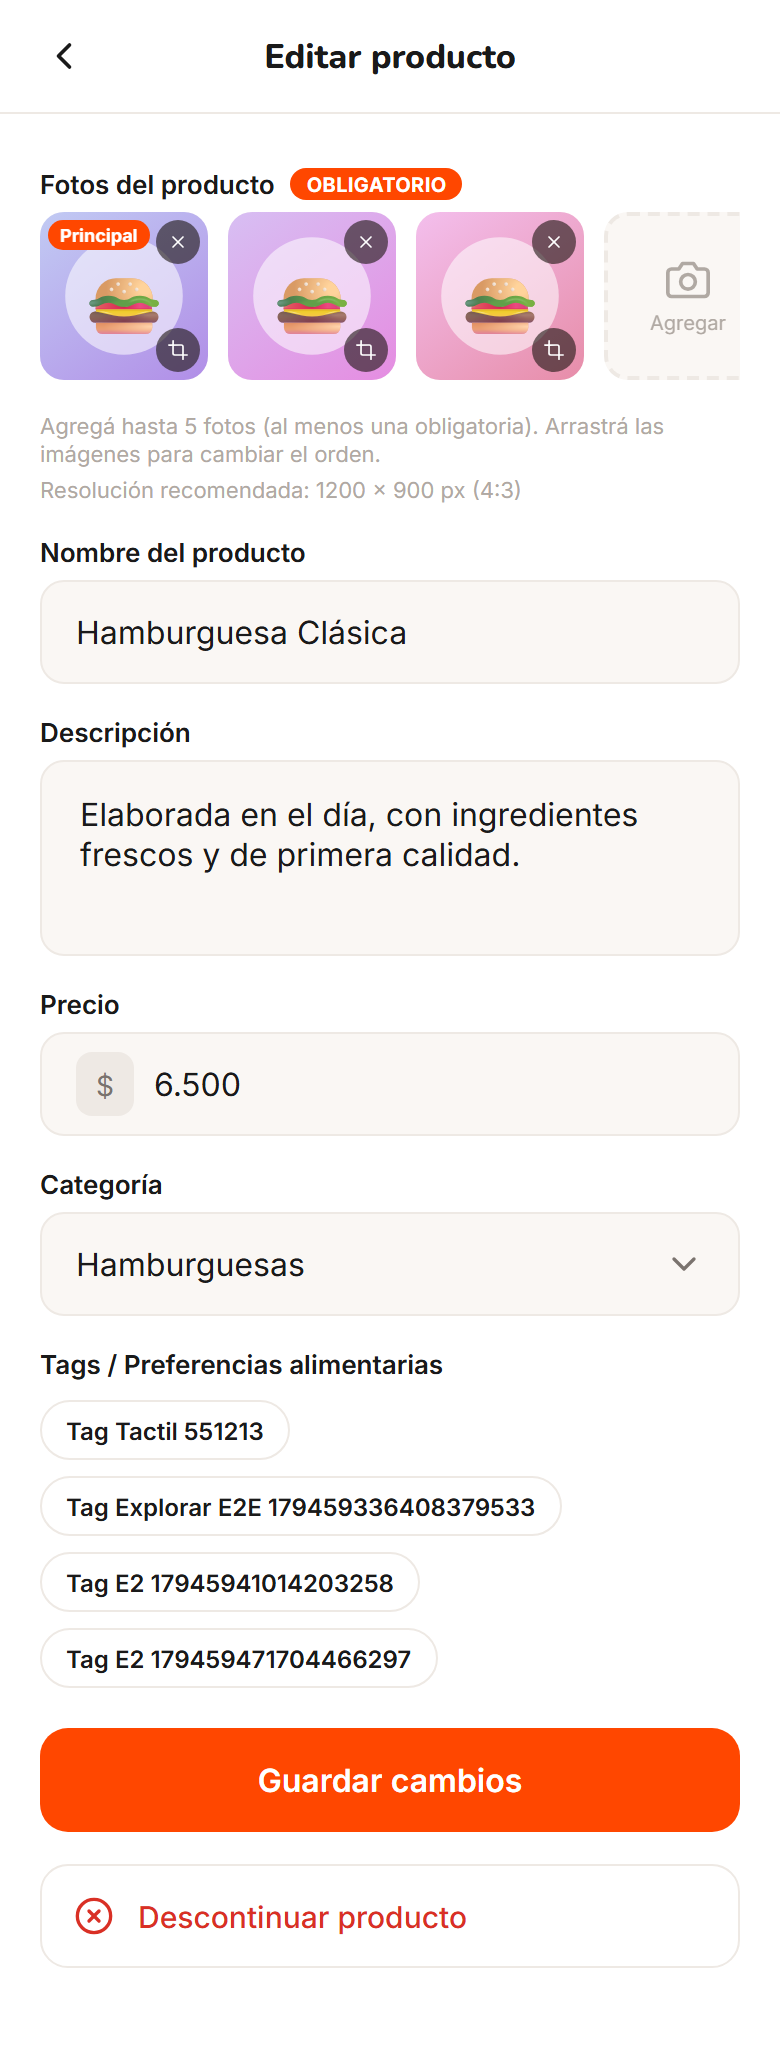 Editar producto
Fotos del producto OBLIGATORIO
Principal
Agregar
Agregá hasta 5 fotos (al menos una obligatoria). Arrastrá las
imágenes para cambiar el orden.
Resolución recomendada: 1200 × 900 px (4:3)
Nombre del producto
Hamburguesa Clásica
Descripción
Elaborada en el día, con ingredientes
frescos y de primera calidad.
Precio
$ 6.500
Categoría
Hamburguesas
Tags / Preferencias alimentarias
Tag Tactil 551213
Tag Explorar E2E 179459336408379533
Tag E2 17945941014203258
Tag E2 179459471704466297
Guardar cambios
Descontinuar producto